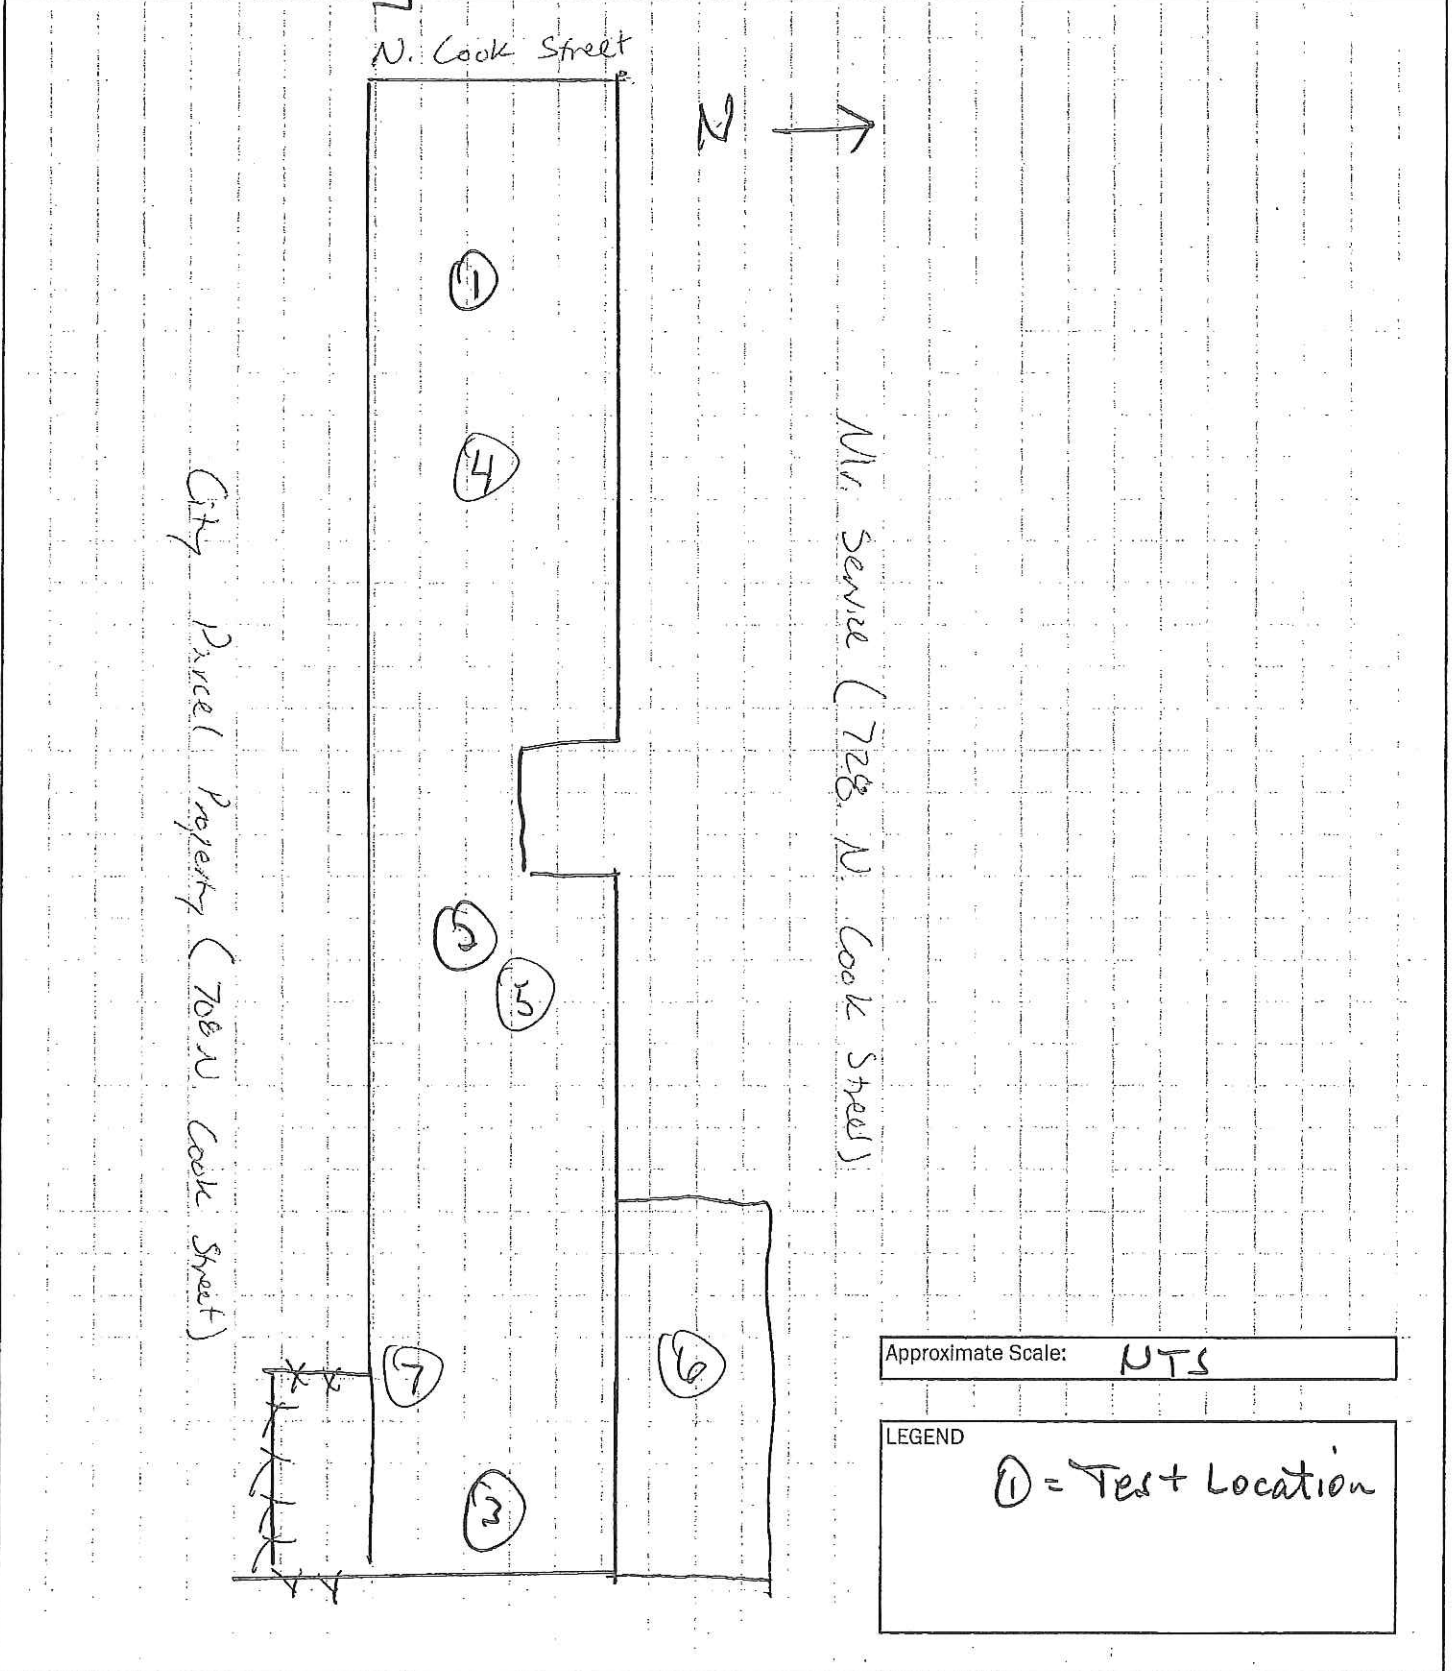 N. Cook Street
N
1
4
Mr. Service (728 N. Cook Street)
City Parcel Property (708 N. Cook Street)
5
7
6
3
Approximate Scale: NTS
LEGEND
① = Test Location